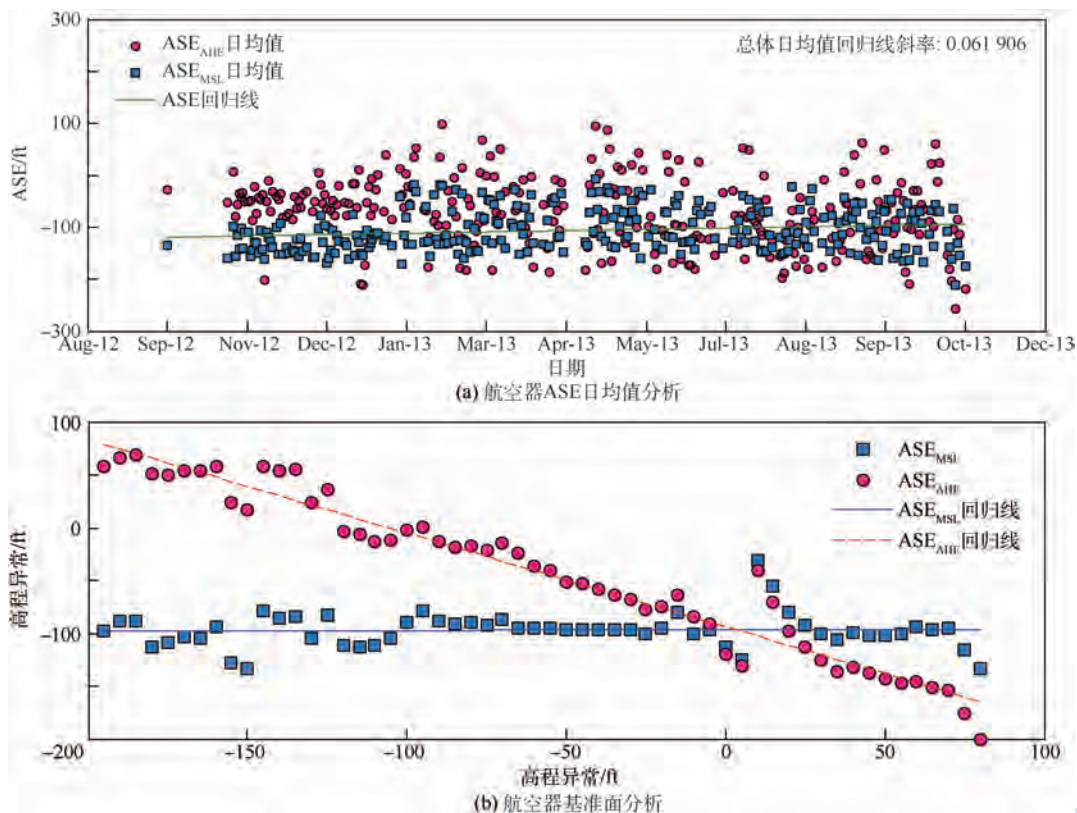 300
100
−100
−300
ASE/ft
ASE_AHE日均值
ASE_MSL日均值
ASE回归线
总体日均值回归线斜率: 0.061 906
Aug-12 Sep-12 Nov-12 Dec-12 Jan-13 Mar-13 Apr-13 May-13 Jul-13 Aug-13 Sep-13 Oct-13 Dec-13
日期
(a) 航空器ASE日均值分析
100
0
−100
−200
高程异常/ft
ASE_MSL
ASE_AHE
ASE_MSL回归线
ASE_AHE回归线
−150 −100 −50 0 50 100
高程异常/ft
(b) 航空器基准面分析